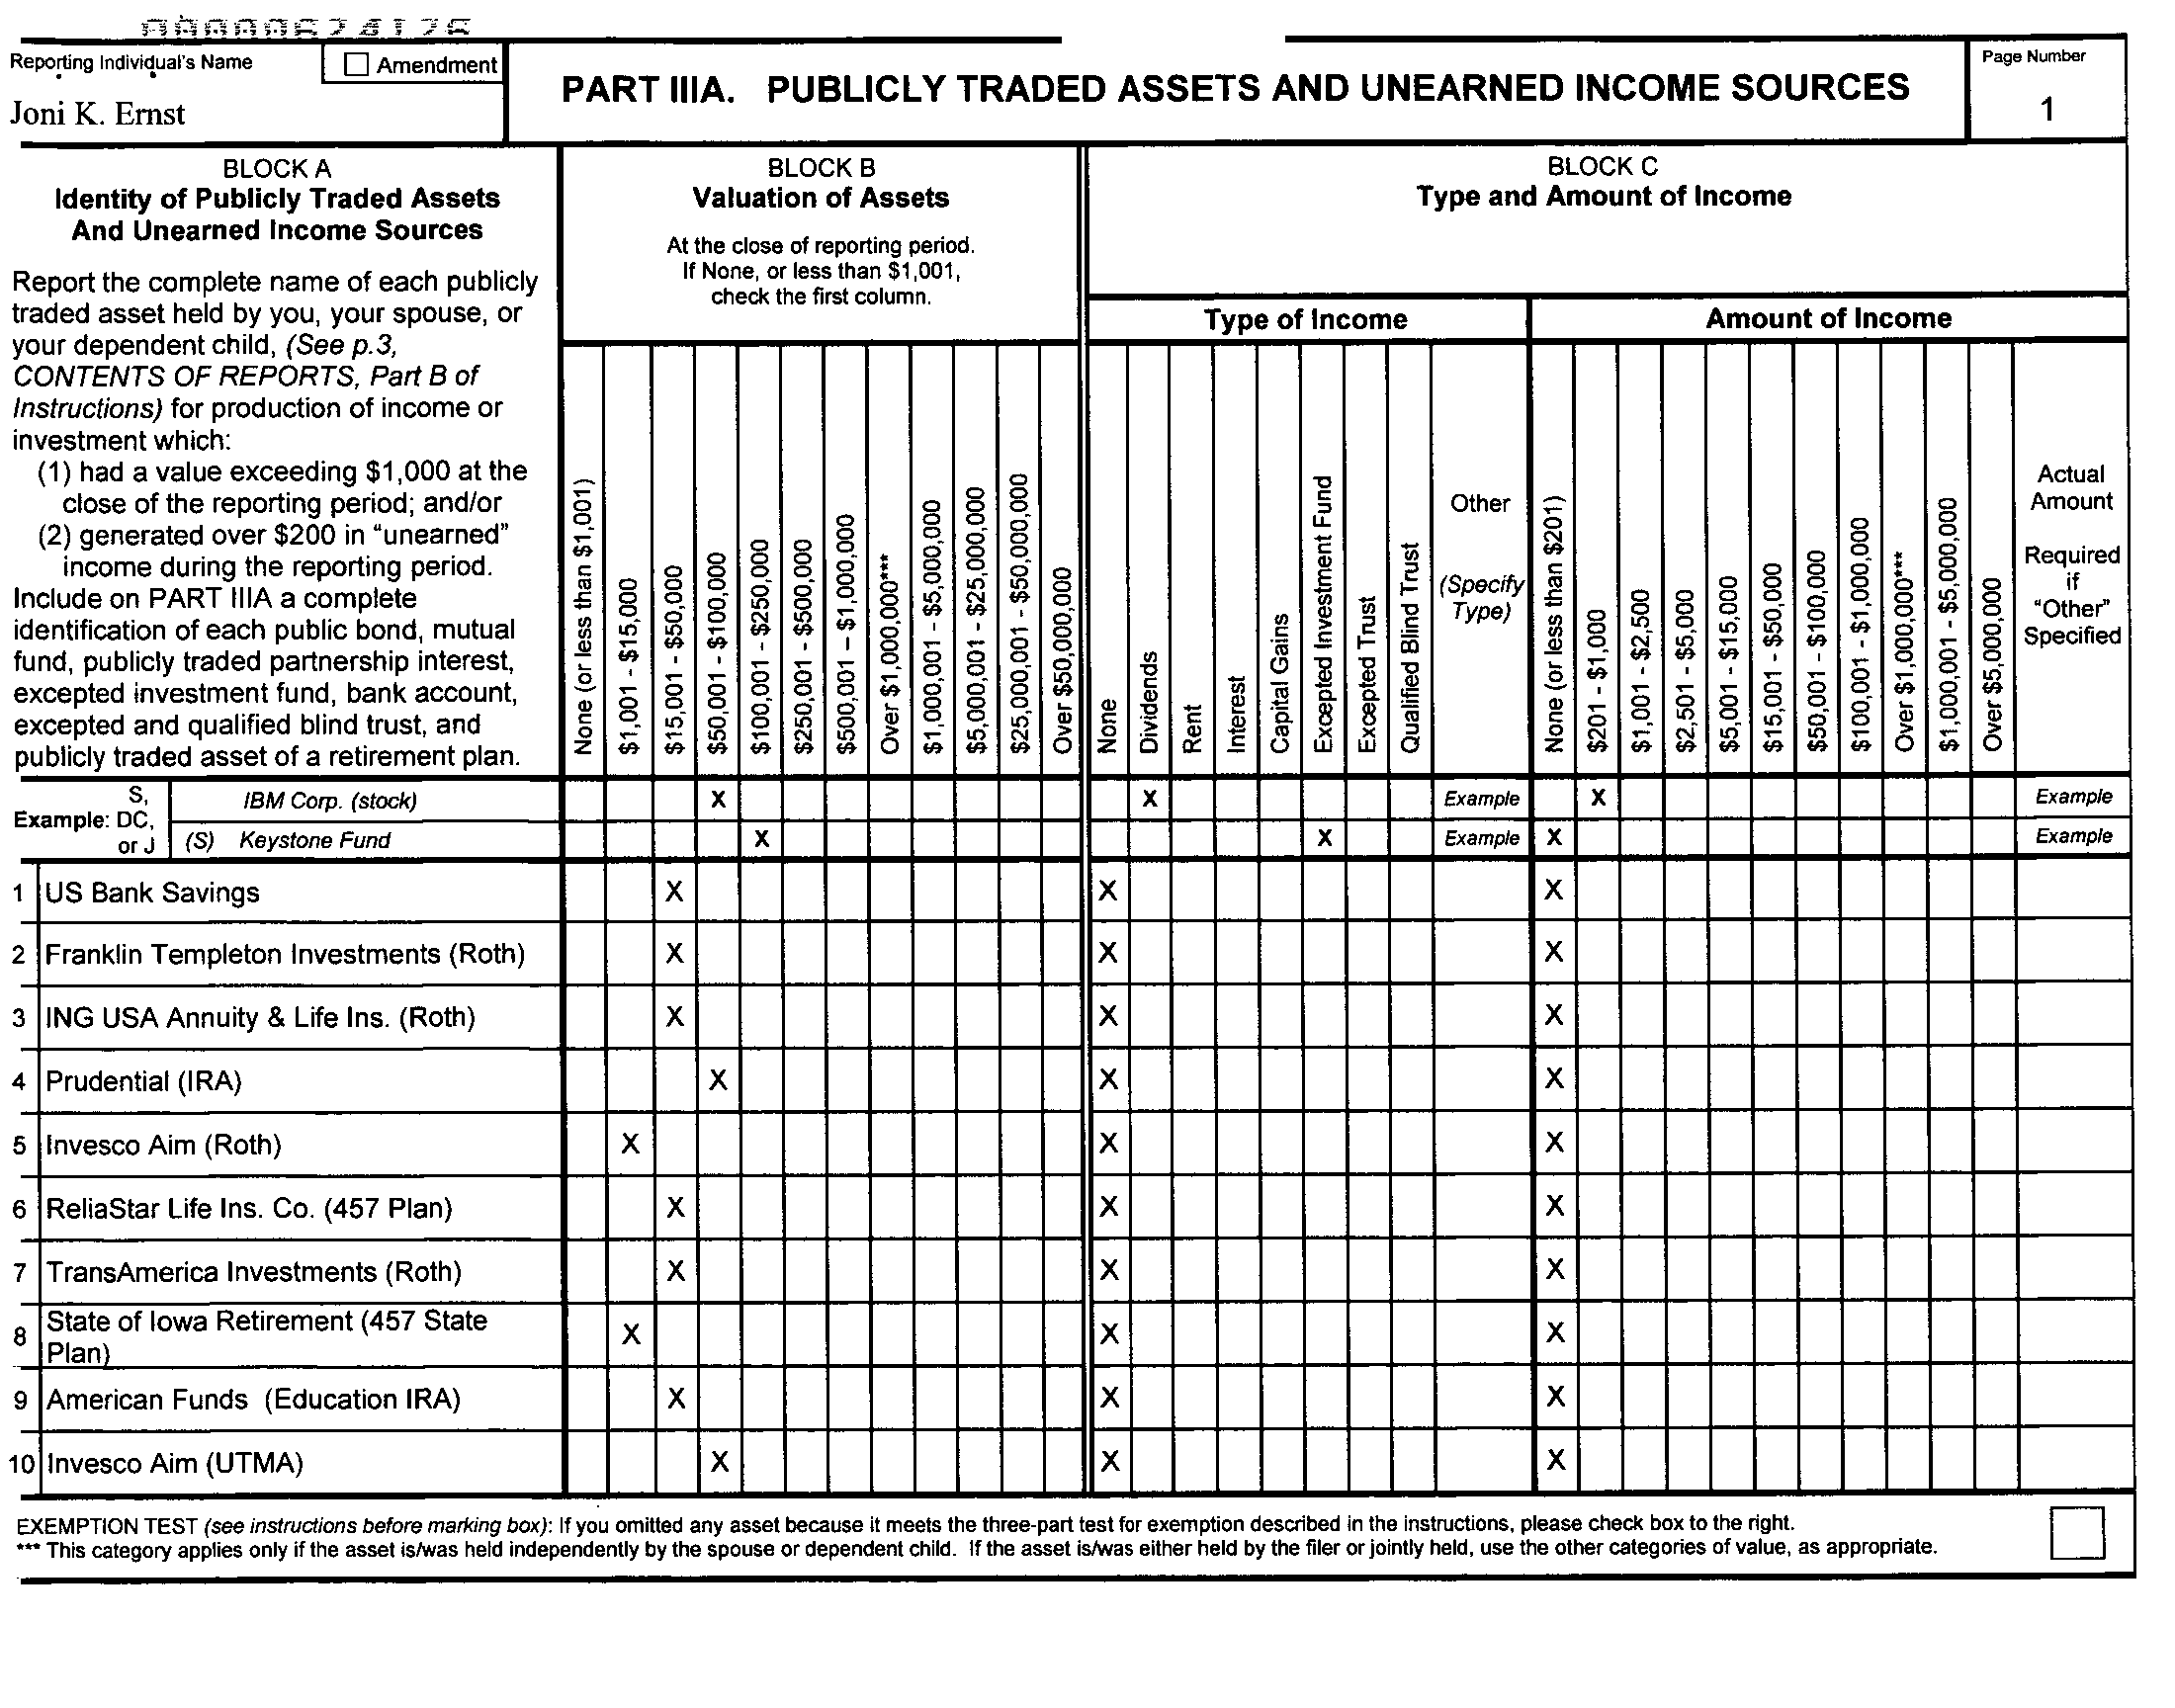 000000824126
Reporting Individual's Name
☐ Amendment
Joni K. Ernst
PART IIIA. PUBLICLY TRADED ASSETS AND UNEARNED INCOME SOURCES
Page Number
1
BLOCK A
Identity of Publicly Traded Assets
And Unearned Income Sources
Report the complete name of each publicly
traded asset held by you, your spouse, or
your dependent child, (See p.3,
CONTENTS OF REPORTS, Part B of
Instructions) for production of income or
investment which:
(1) had a value exceeding $1,000 at the
close of the reporting period; and/or
(2) generated over $200 in “unearned”
income during the reporting period.
Include on PART IIIA a complete
identification of each public bond, mutual
fund, publicly traded partnership interest,
excepted investment fund, bank account,
excepted and qualified blind trust, and
publicly traded asset of a retirement plan.
BLOCK B
Valuation of Assets
At the close of reporting period.
If None, or less than $1,001,
check the first column.
None (or less than $1,001)
$1,001 - $15,000
$15,001 - $50,000
$50,001 - $100,000
$100,001 - $250,000
$250,001 - $500,000
$500,001 – $1,000,000
Over $1,000,000***
$1,000,001 - $5,000,000
$5,000,001 - $25,000,000
$25,000,001 - $50,000,000
Over $50,000,000
BLOCK C
Type and Amount of Income
Type of Income
None
Dividends
Rent
Interest
Capital Gains
Excepted Investment Fund
Excepted Trust
Qualified Blind Trust
Other
(Specify
Type)
Amount of Income
None (or less than $201)
$201 - $1,000
$1,001 - $2,500
$2,501 - $5,000
$5,001 - $15,000
$15,001 - $50,000
$50,001 - $100,000
$100,001 - $1,000,000
Over $1,000,000***
$1,000,001 - $5,000,000
Over $5,000,000
Actual
Amount
Required
if
“Other”
Specified
Example:
S,
DC,
or J
IBM Corp. (stock) X X Example X Example
(S) Keystone Fund X X Example X Example
1 US Bank Savings X X X
2 Franklin Templeton Investments (Roth) X X X
3 ING USA Annuity & Life Ins. (Roth) X X X
4 Prudential (IRA) X X X
5 Invesco Aim (Roth) X X X
6 ReliaStar Life Ins. Co. (457 Plan) X X X
7 TransAmerica Investments (Roth) X X X
8 State of Iowa Retirement (457 State
Plan) X X X
9 American Funds (Education IRA) X X X
10 Invesco Aim (UTMA) X X X
EXEMPTION TEST (see instructions before marking box): If you omitted any asset because it meets the three-part test for exemption described in the instructions, please check box to the right.
*** This category applies only if the asset is/was held independently by the spouse or dependent child. If the asset is/was either held by the filer or jointly held, use the other categories of value, as appropriate.